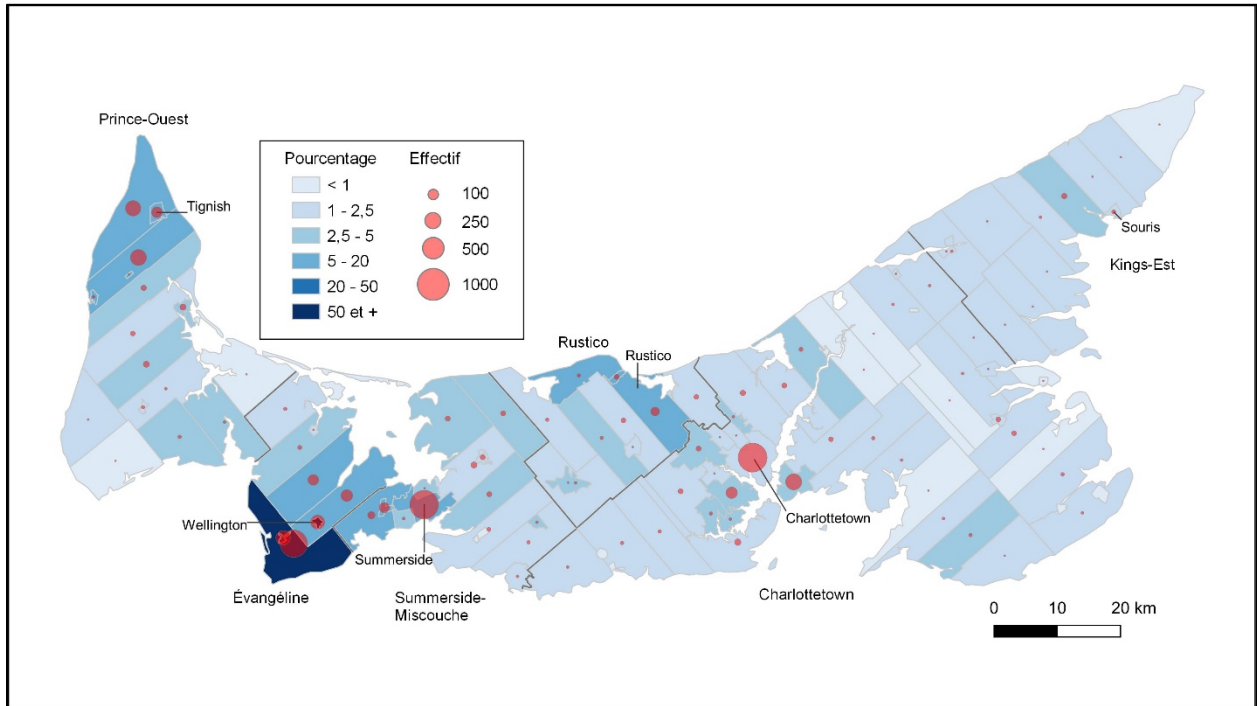 Prince-Ouest
Tignish
Pourcentage
Effectif
< 1
1 - 2,5
2,5 - 5
5 - 20
20 - 50
50 et +
100
250
500
1000
Souris
Kings-Est
Rustico
Rustico
Wellington
Summerside
Charlottetown
Évangéline
Summerside-
Miscouche
Charlottetown
0 10 20 km